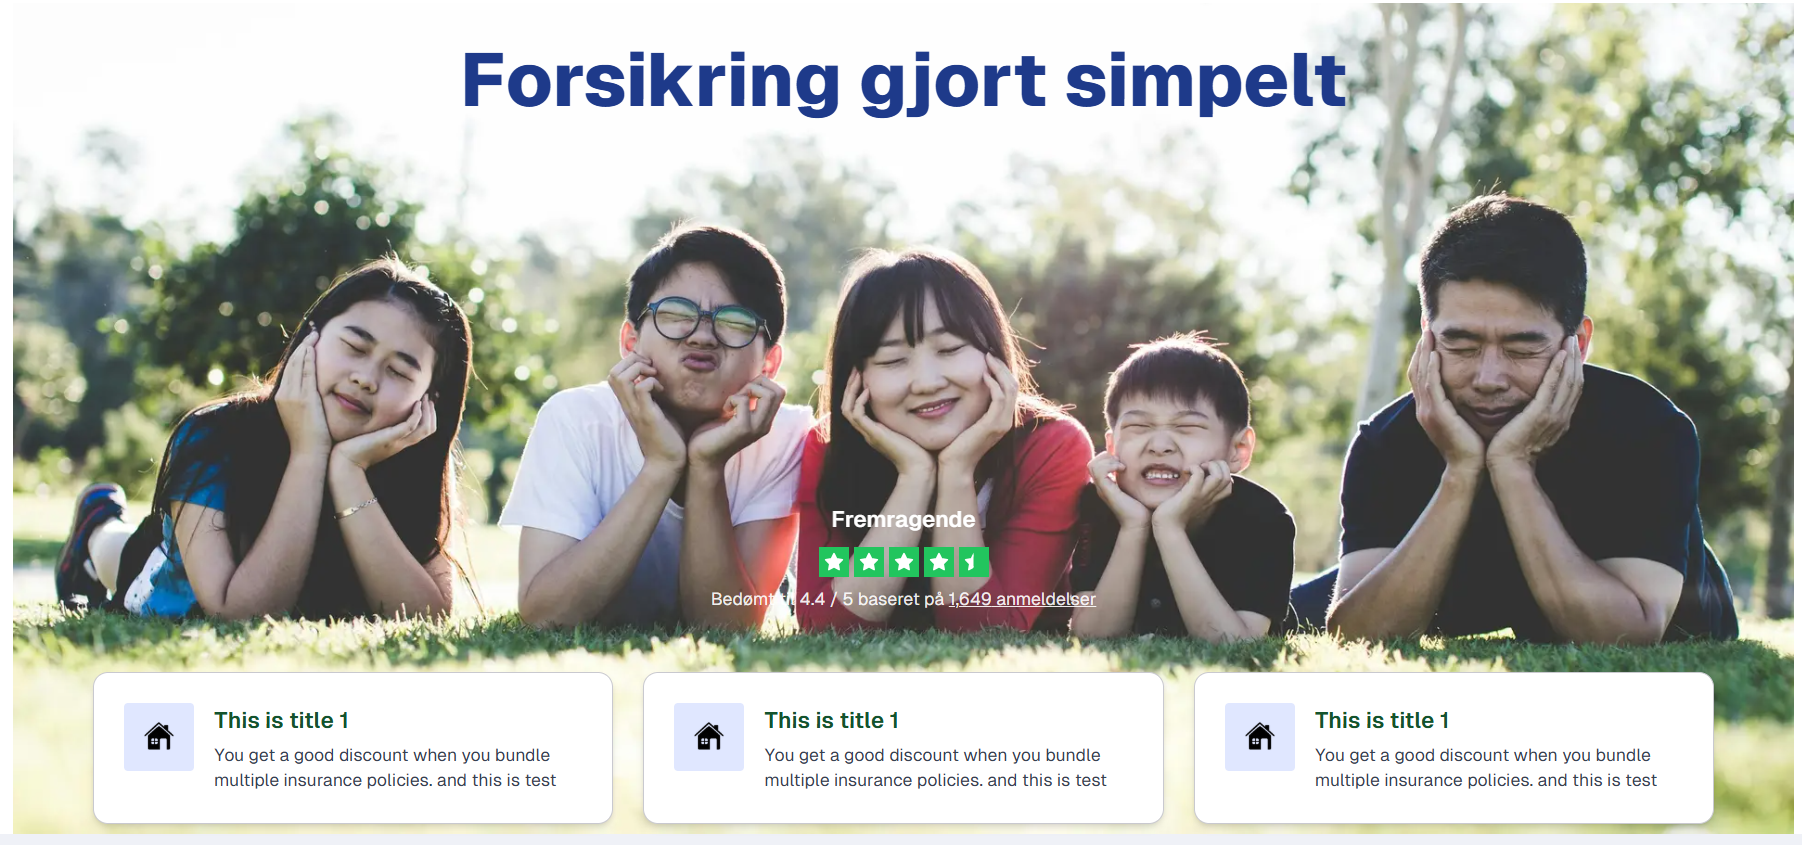 Forsikring gjort simpelt
Fremragende
Bedømt til 4.4 / 5 baseret på 1,649 anmeldelser
This is title 1
You get a good discount when you bundle
multiple insurance policies. and this is test
This is title 1
You get a good discount when you bundle
multiple insurance policies. and this is test
This is title 1
You get a good discount when you bundle
multiple insurance policies. and this is test